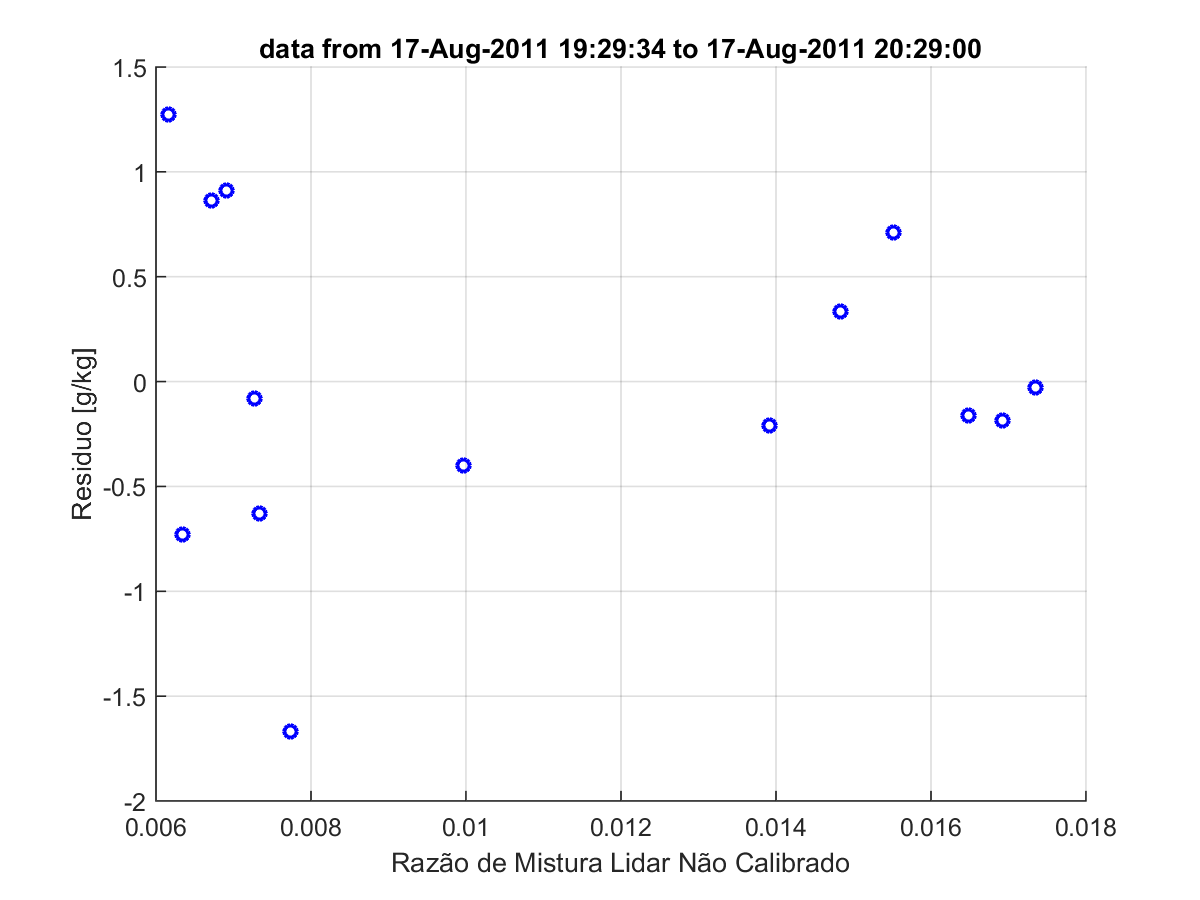 data from 17-Aug-2011 19:29:34 to 17-Aug-2011 20:29:00
1.5
1
0.5
0
-0.5
-1
-1.5
-2
Residuo [g/kg]
0.006 0.008 0.01 0.012 0.014 0.016 0.018
Razão de Mistura Lidar Não Calibrado